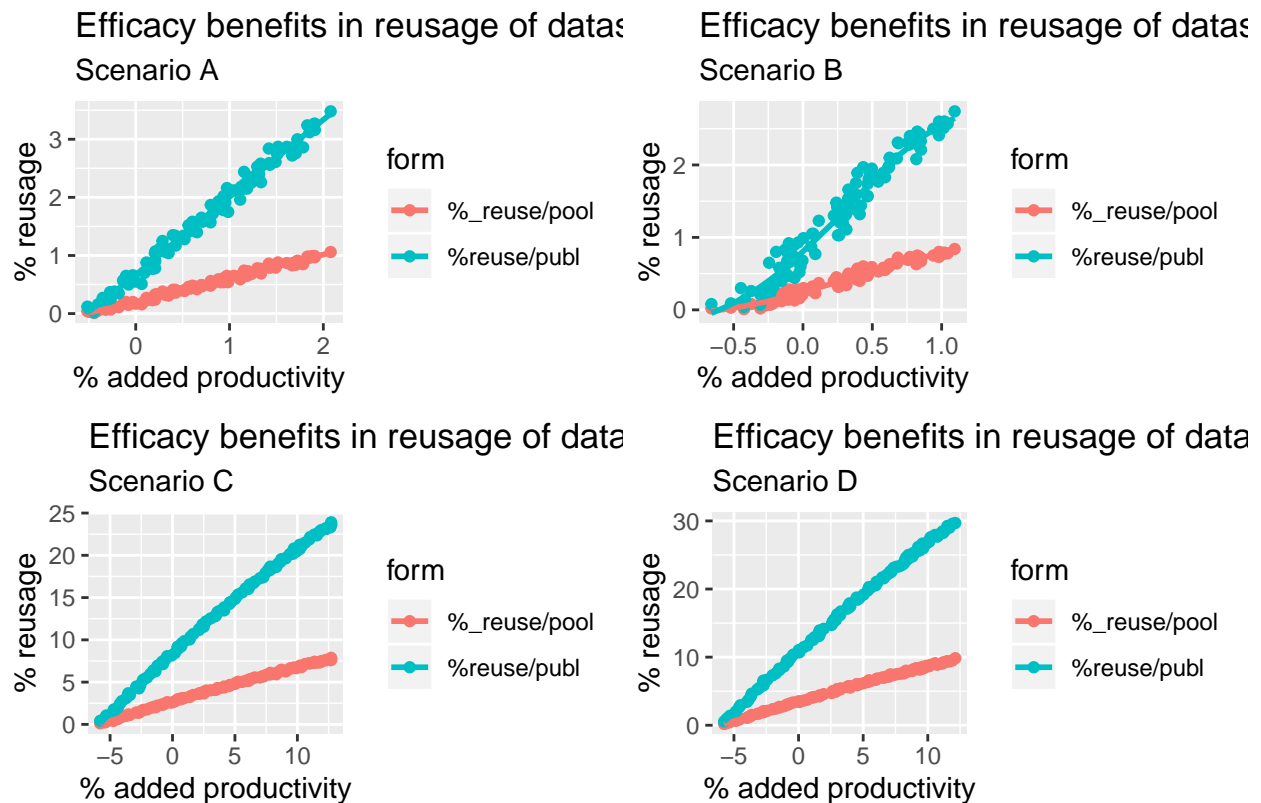 Efficacy benefits in reusage of datas
Scenario A
% reusage
3
2
1
0
0
1
2
% added productivity
form
%_reuse/pool
%reuse/publ
Efficacy benefits in reusage of datas
Scenario B
% reusage
2
1
0
−0.5
0.0
0.5
1.0
% added productivity
form
%_reuse/pool
%reuse/publ
Efficacy benefits in reusage of data
Scenario C
% reusage
25
20
15
10
5
0
−5
0
5
10
% added productivity
form
%_reuse/pool
%reuse/publ
Efficacy benefits in reusage of data
Scenario D
% reusage
30
20
10
0
−5
0
5
10
% added productivity
form
%_reuse/pool
%reuse/publ